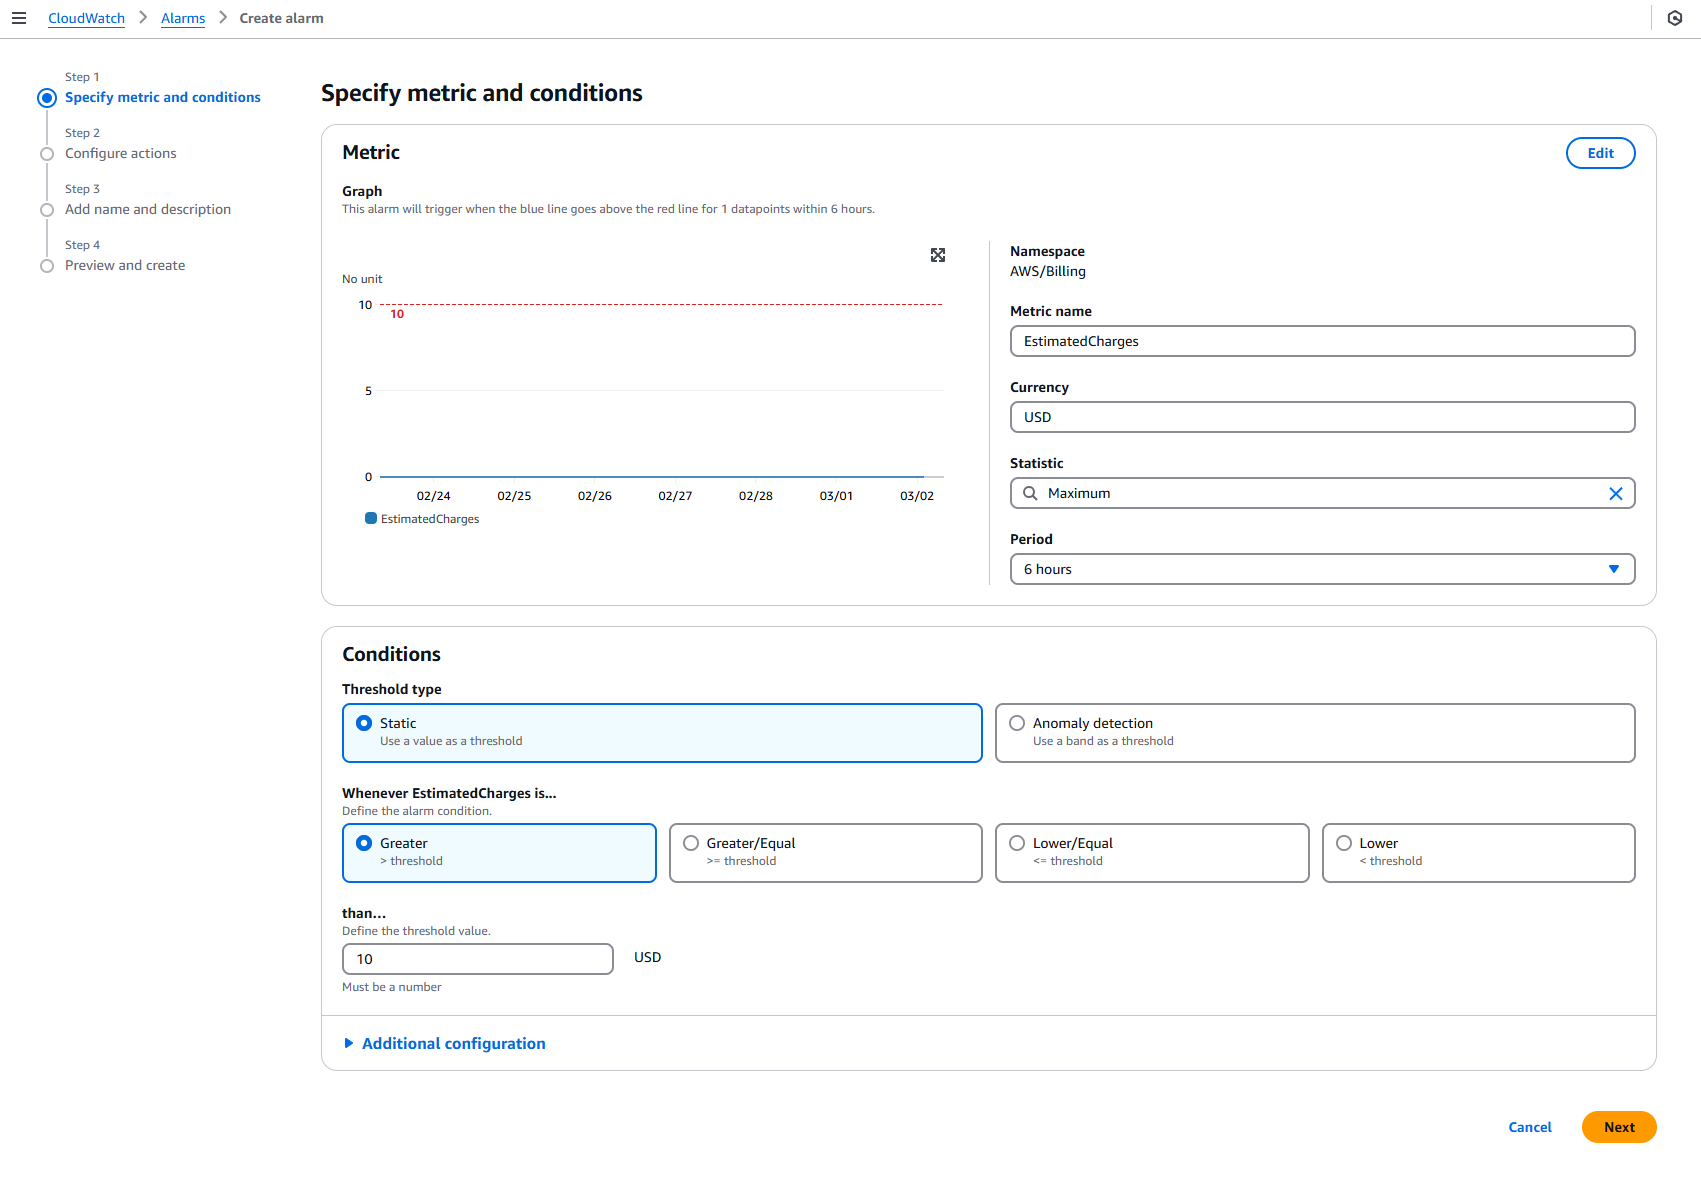 CloudWatch > Alarms > Create alarm
Step 1
Specify metric and conditions
Step 2
Configure actions
Step 3
Add name and description
Step 4
Preview and create
Specify metric and conditions
Metric
Edit
Graph
This alarm will trigger when the blue line goes above the red line for 1 datapoints within 6 hours.
No unit
10
10
5
0
02/24 02/25 02/26 02/27 02/28 03/01 03/02
EstimatedCharges
Namespace
AWS/Billing
Metric name
EstimatedCharges
Currency
USD
Statistic
Maximum
Period
6 hours
Conditions
Threshold type
Static
Use a value as a threshold
Anomaly detection
Use a band as a threshold
Whenever EstimatedCharges is...
Define the alarm condition.
Greater
> threshold
Greater/Equal
>= threshold
Lower/Equal
<= threshold
Lower
< threshold
than...
Define the threshold value.
10 USD
Must be a number
Additional configuration
Cancel Next